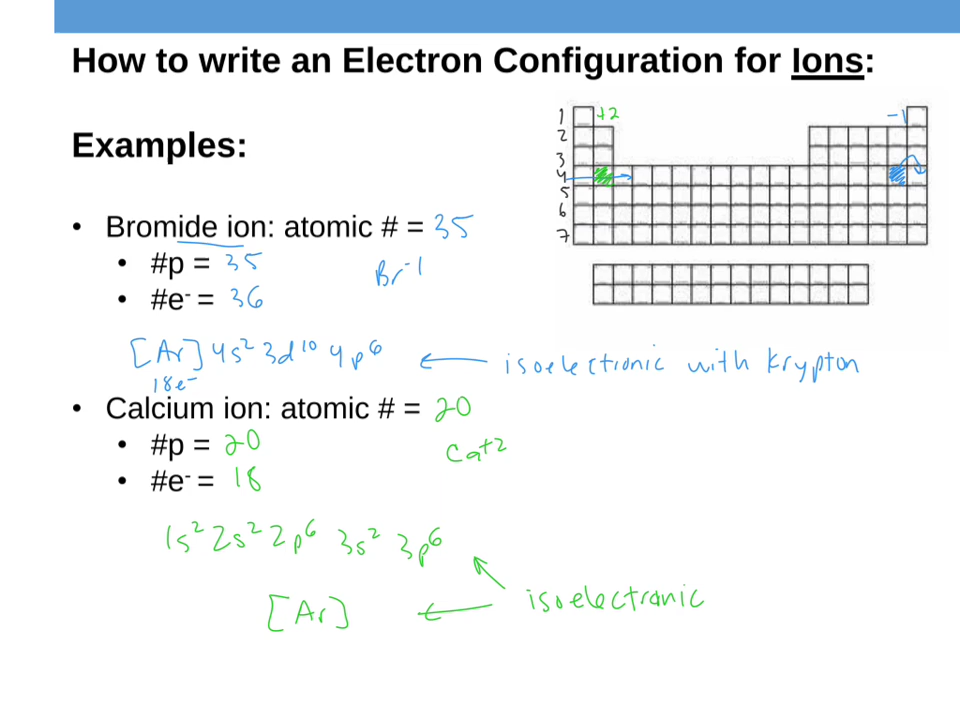 How to write an Electron Configuration for Ions:
+2
-1
1
2
3
4
5
6
7
Examples:
• Bromide ion: atomic # = 35
• #p = 35
Br⁻¹
• #e⁻ = 36
[Ar] 4s² 3d¹⁰ 4p⁶ ← isoelectronic with krypton
18e⁻
• Calcium ion: atomic # = 20
• #p = 20
Ca⁺²
• #e⁻ = 18
1s² 2s² 2p⁶ 3s² 3p⁶
[Ar] ← isoelectronic